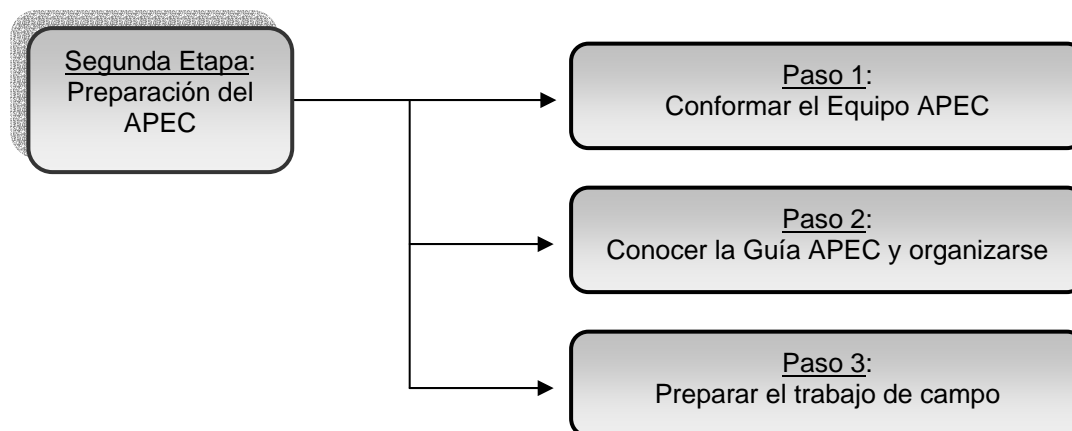 Segunda Etapa:
Preparación del
APEC
Paso 1:
Conformar el Equipo APEC
Paso 2:
Conocer la Guía APEC y organizarse
Paso 3:
Preparar el trabajo de campo